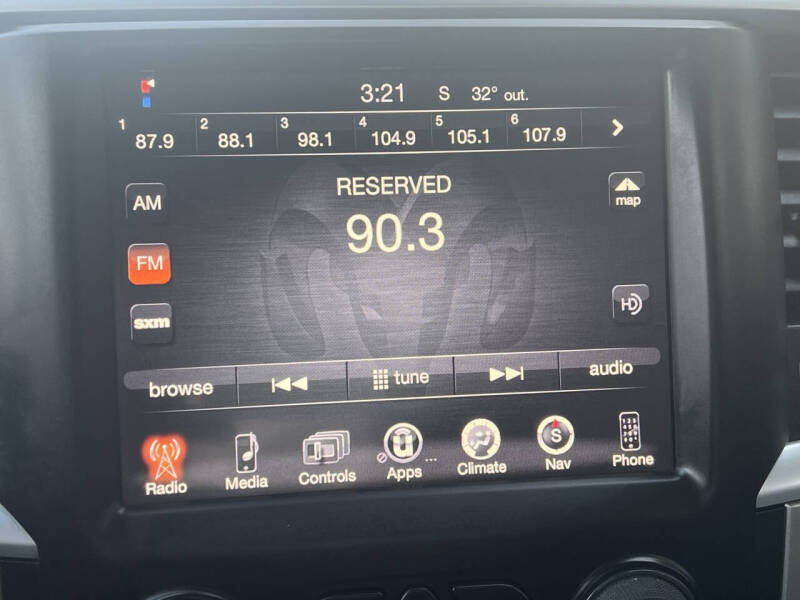 3:21 S 32° out.
1 87.9 2 88.1 3 98.1 4 104.9 5 105.1 6 107.9
RESERVED
90.3
AM
FM
sxm
map
HD
browse tune audio
Radio Media Controls Apps ... Climate S Nav Phone